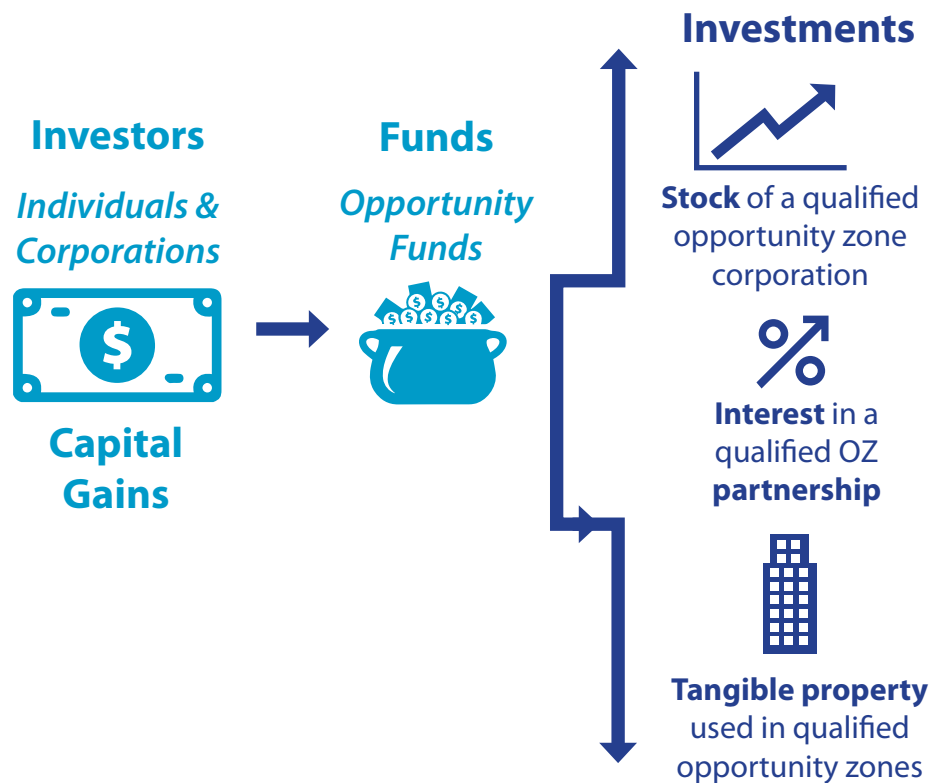 Investors
Individuals &
Corporations
$
Capital
Gains
Funds
Opportunity
Funds
$ $
$ $ $ $ $
Investments
Stock of a qualified
opportunity zone
corporation
%
Interest in a
qualified OZ
partnership
Tangible property
used in qualified
opportunity zones